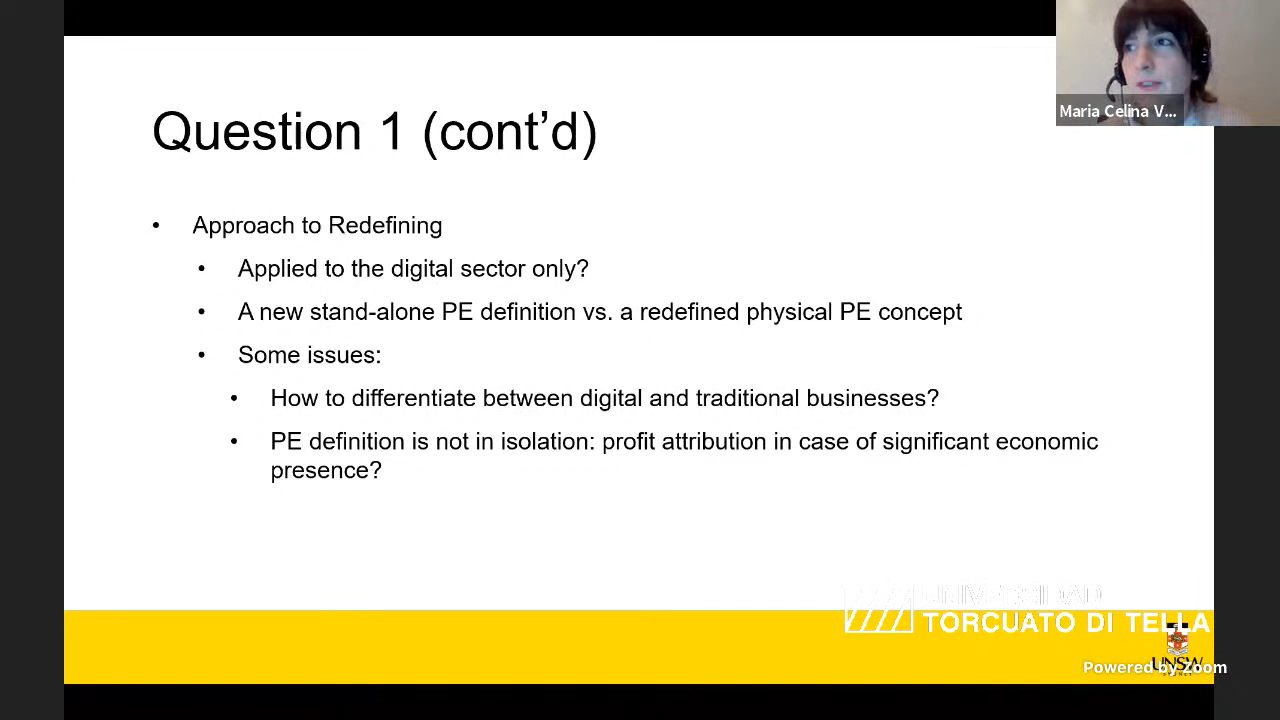 Maria Celina V...
Question 1 (cont’d)
• Approach to Redefining
• Applied to the digital sector only?
• A new stand-alone PE definition vs. a redefined physical PE concept
• Some issues:
• How to differentiate between digital and traditional businesses?
• PE definition is not in isolation: profit attribution in case of significant economic
presence?
UNIVERSIDAD
TORCUATO DI TELLA
UNSW
SYDNEY
Powered by Zoom